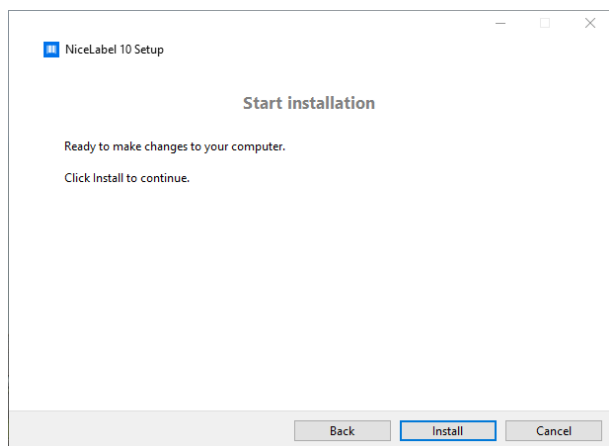 NiceLabel 10 Setup
Start installation
Ready to make changes to your computer.
Click Install to continue.
Back Install Cancel